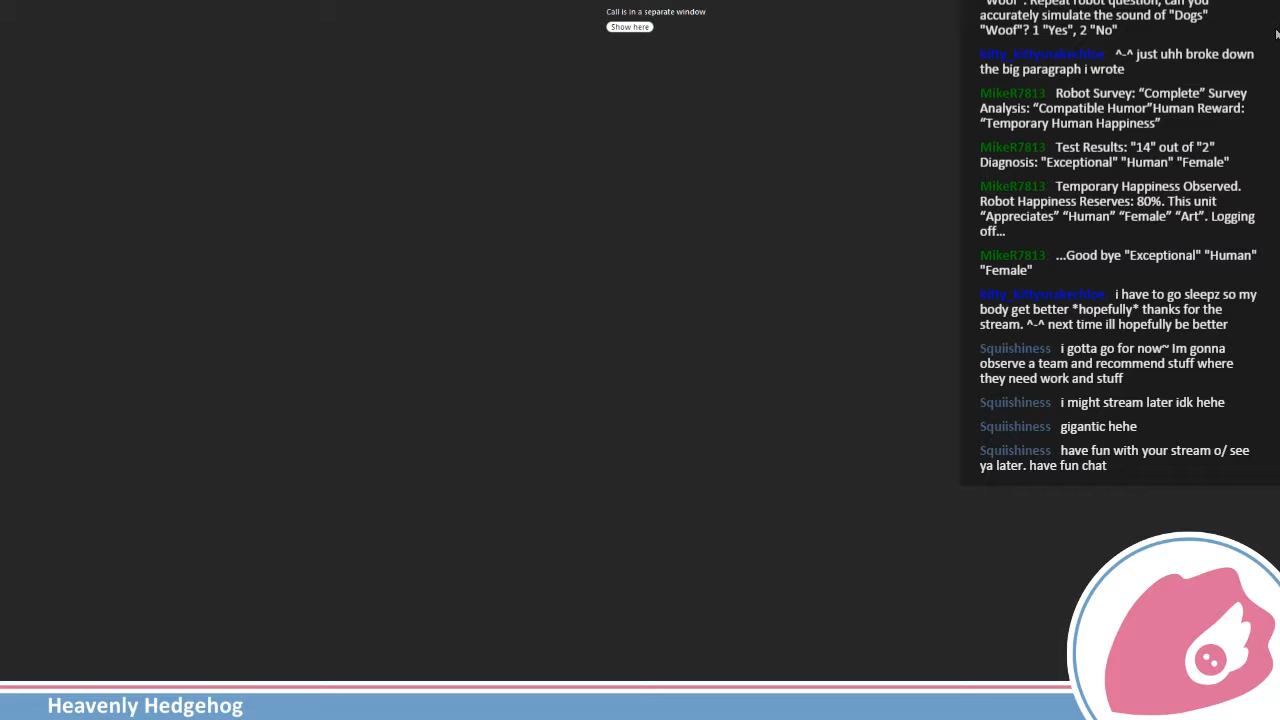 Call is in a separate window
Show here
"Woof". Repeat robot question, can you
accurately simulate the sound of "Dogs"
"Woof"? 1 "Yes", 2 "No"
kitty_kittysnakechloe ^-^ just uhh broke down
the big paragraph i wrote
MikeR7813 Robot Survey: “Complete” Survey
Analysis: “Compatible Humor”Human Reward:
“Temporary Human Happiness”
MikeR7813 Test Results: "14" out of "2"
Diagnosis: "Exceptional" "Human" "Female"
MikeR7813 Temporary Happiness Observed.
Robot Happiness Reserves: 80%. This unit
“Appreciates” “Human” “Female” “Art”. Logging
off...
MikeR7813 ...Good bye "Exceptional" "Human"
"Female"
kitty_kittysnakechloe i have to go sleepz so my
body get better *hopefully* thanks for the
stream. ^-^ next time ill hopefully be better
Squiishiness i gotta go for now~ Im gonna
observe a team and recommend stuff where
they need work and stuff
Squiishiness i might stream later idk hehe
Squiishiness gigantic hehe
Squiishiness have fun with your stream o/ see
ya later. have fun chat
Heavenly Hedgehog